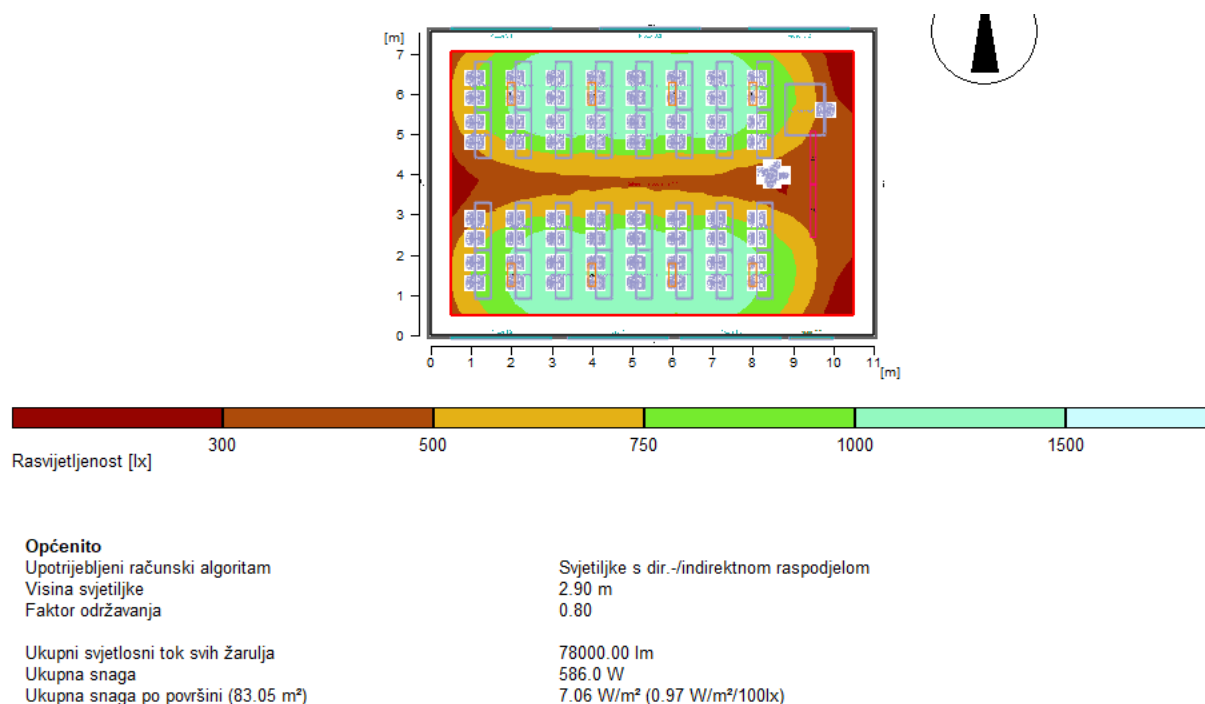 [m]
7
6
5
4
3
2
1
0
0 1 2 3 4 5 6 7 8 9 10 11
[m]
300 500 750 1000 1500
Rasvijetljenost [lx]
Općenito
Upotrijebljeni računski algoritam Svjetiljke s dir.-/indirektnom raspodjelom
Visina svjetiljke 2.90 m
Faktor održavanja 0.80
Ukupni svjetlosni tok svih žarulja 78000.00 lm
Ukupna snaga 586.0 W
Ukupna snaga po površini (83.05 m²) 7.06 W/m² (0.97 W/m²/100lx)